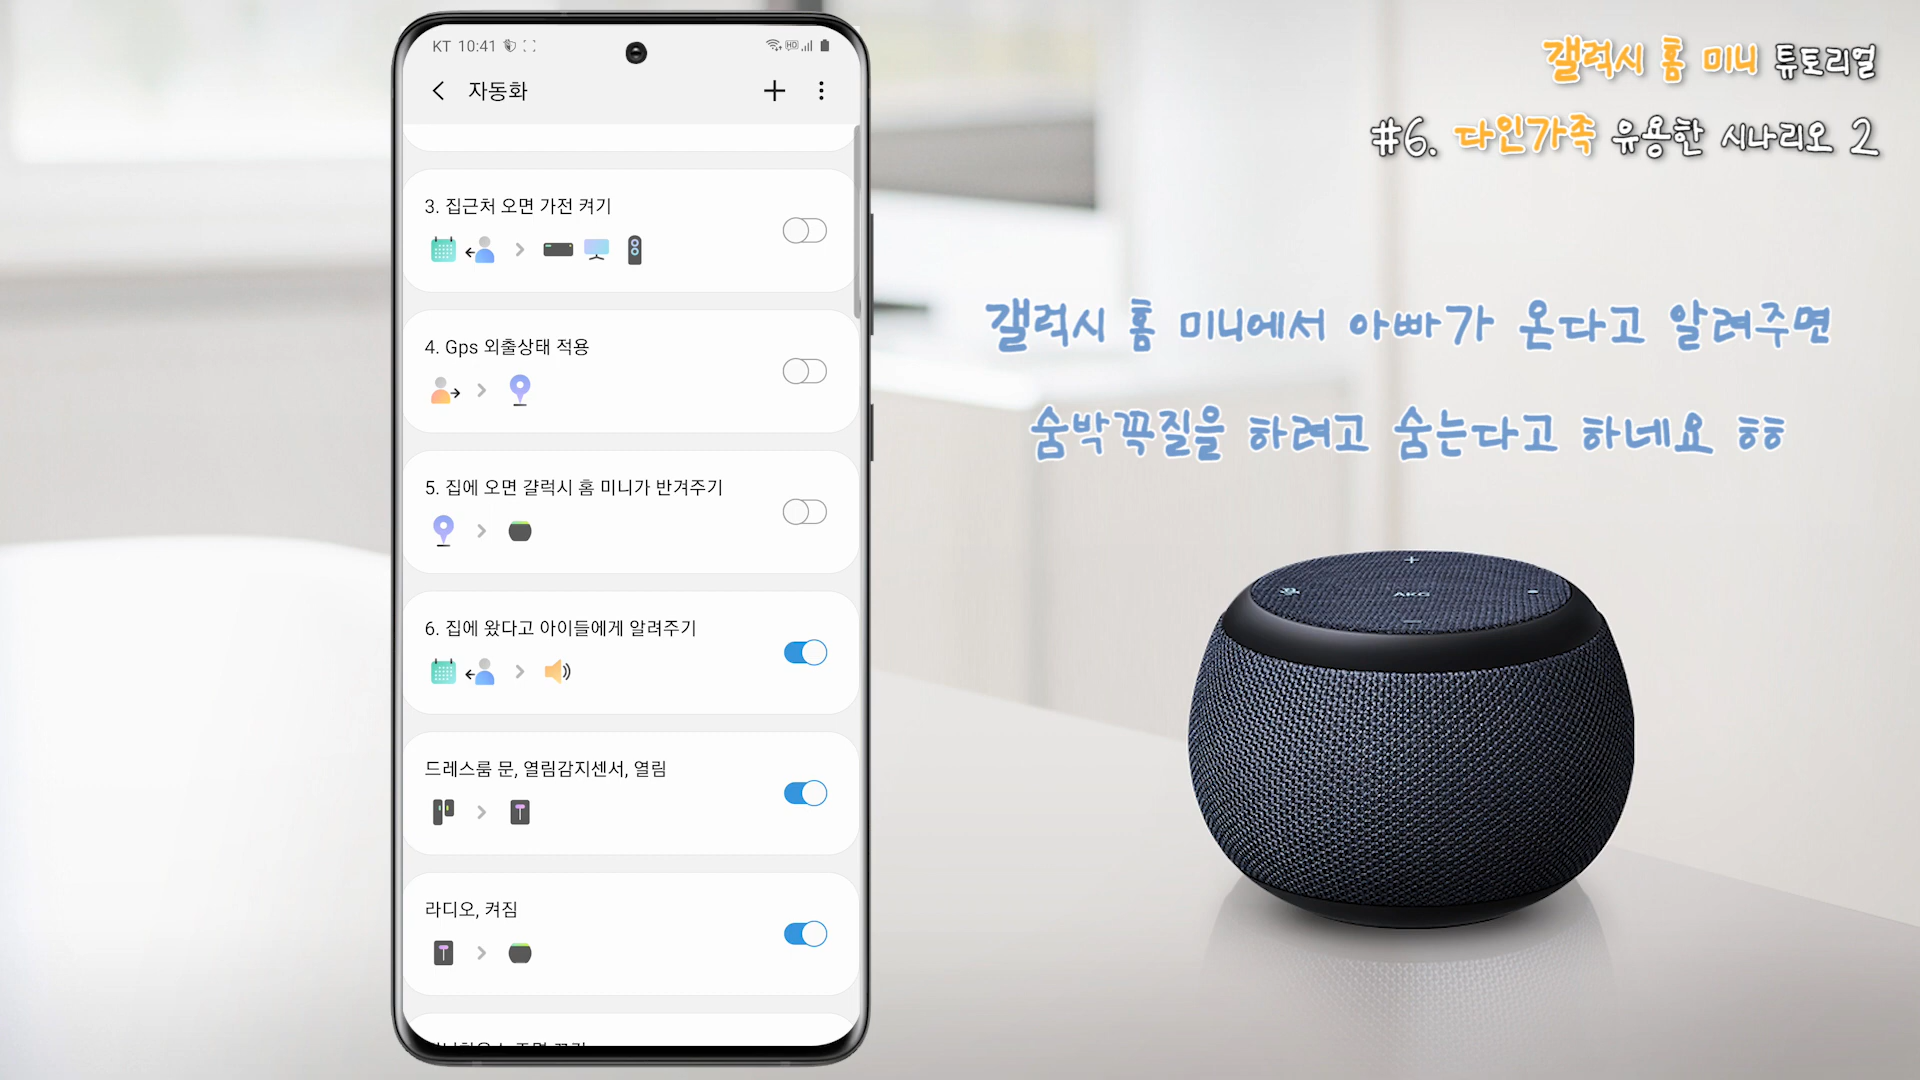 KT 10:41
자동화
3. 집근처 오면 가전 켜기
4. Gps 외출상태 적용
5. 집에 오면 걀럭시 홈 미니가 반겨주기
6. 집에 왔다고 아이들에게 알려주기
드레스룸 문, 열림감지센서, 열림
라디오, 켜짐
갤럭시 홈 미니 튜토리얼
#6. 다인가족 유용한 시나리오 2
갤럭시 홈 미니에서 아빠가 온다고 알려주면
숨박꼭질을 하려고 숨는다고 하네요 ㅎㅎ
AKG